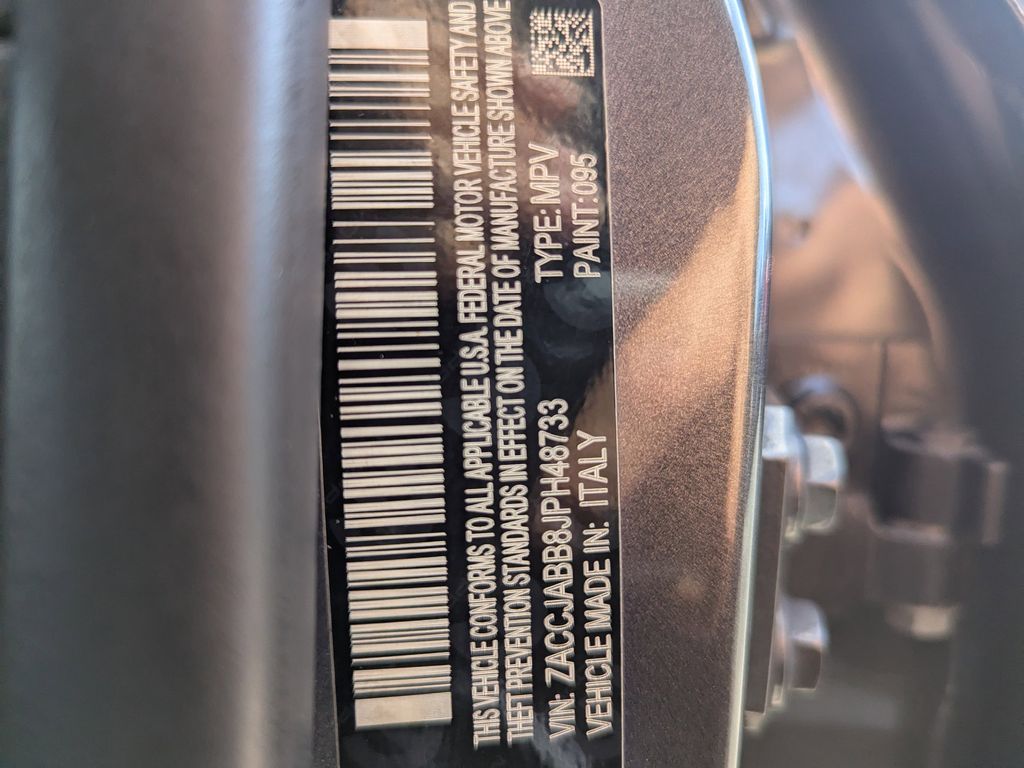 THIS VEHICLE CONFORMS TO ALL APPLICABLE U.S.A. FEDERAL MOTOR VEHICLE SAFETY AND
THEFT PREVENTION STANDARDS IN EFFECT ON THE DATE OF MANUFACTURE SHOWN ABOVE
VIN: ZACCJABB8JPH48733 TYPE: MPV
VEHICLE MADE IN: ITALY PAINT:095